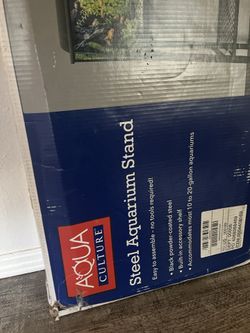 AQUA
CULTURE®
Steel Aquarium Stand
Easy to assemble - no tools required!
• Black powder-coated steel
• Built-in accessory shelf
• Accommodates most 10 to 20-gallon aquariums